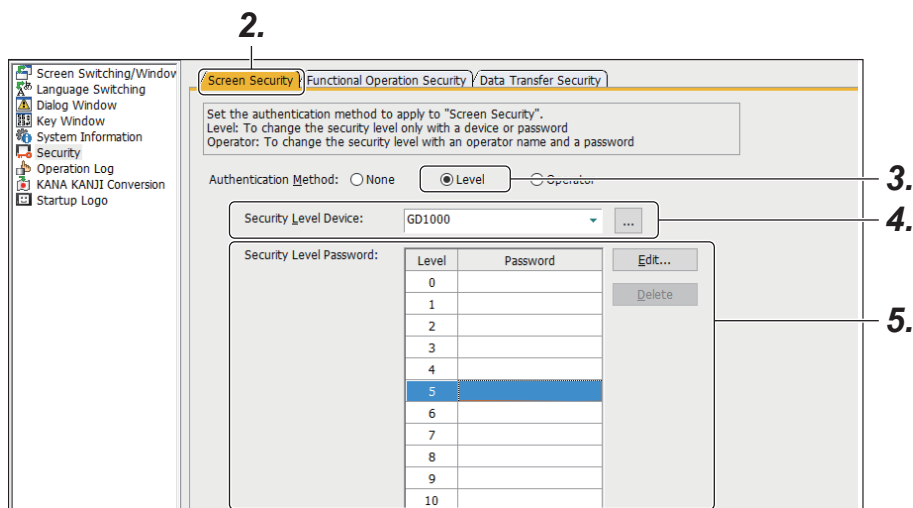 2.
Screen Switching/Window
Language Switching
Dialog Window
Key Window
System Information
Security
Operation Log
KANA KANJI Conversion
Startup Logo
Screen Security Functional Operation Security Data Transfer Security
Set the authentication method to apply to "Screen Security".
Level: To change the security level only with a device or password
Operator: To change the security level with an operator name and a password
Authentication Method: None Level Operator
3.
Security Level Device: GD1000 ...
4.
Security Level Password: Level Password Edit...
0
Delete
1
2
5.
3
4
5
6
7
8
9
10